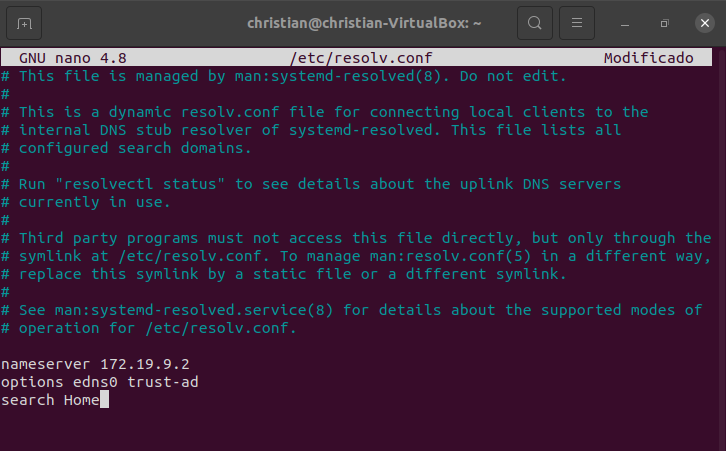 christian@christian-VirtualBox: ~
GNU nano 4.8 /etc/resolv.conf Modificado
# This file is managed by man:systemd-resolved(8). Do not edit.
#
# This is a dynamic resolv.conf file for connecting local clients to the
# internal DNS stub resolver of systemd-resolved. This file lists all
# configured search domains.
#
# Run "resolvectl status" to see details about the uplink DNS servers
# currently in use.
#
# Third party programs must not access this file directly, but only through the
# symlink at /etc/resolv.conf. To manage man:resolv.conf(5) in a different way,
# replace this symlink by a static file or a different symlink.
#
# See man:systemd-resolved.service(8) for details about the supported modes of
# operation for /etc/resolv.conf.
nameserver 172.19.9.2
options edns0 trust-ad
search Home